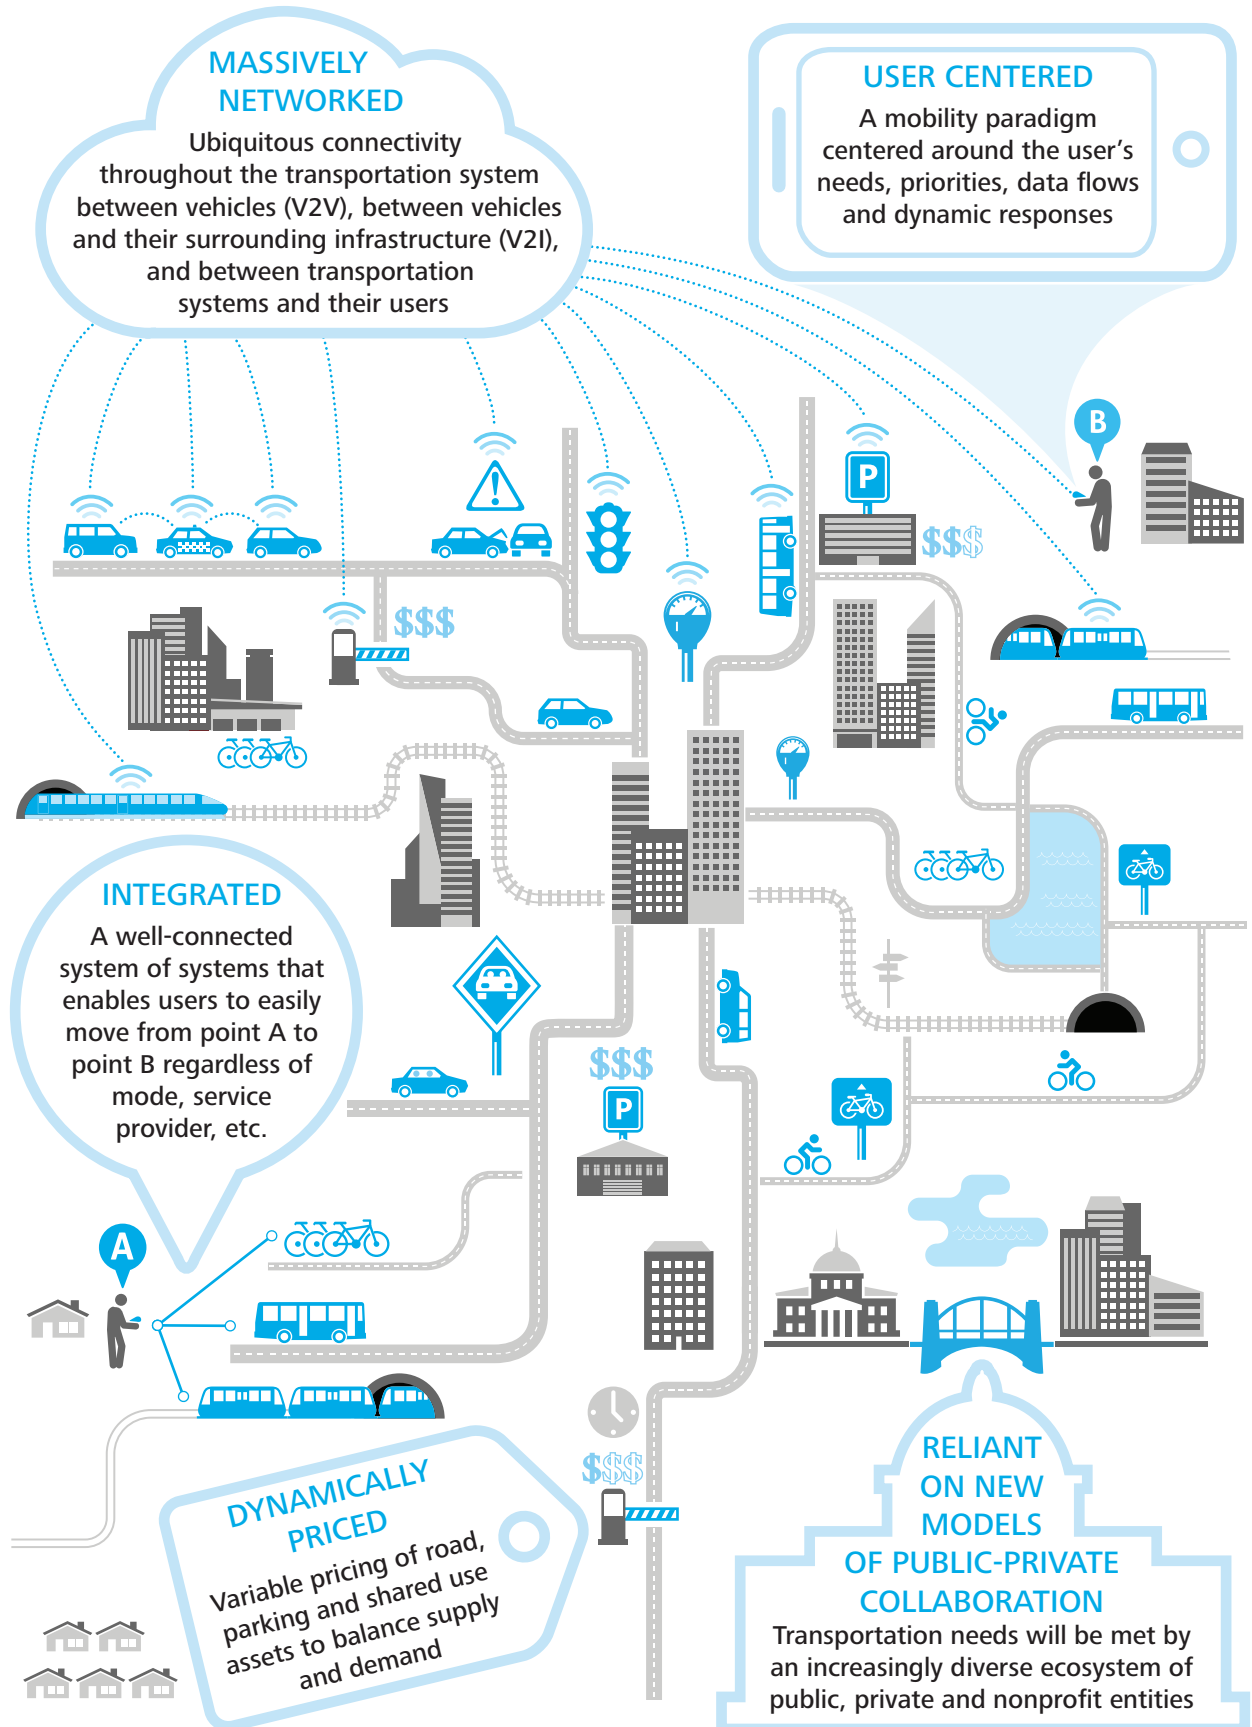 MASSIVELY
NETWORKED
Ubiquitous connectivity
throughout the transportation system
between vehicles (V2V), between vehicles
and their surrounding infrastructure (V2I),
and between transportation
systems and their users
USER CENTERED
A mobility paradigm
centered around the user’s
needs, priorities, data flows
and dynamic responses
B
P
$$$
$$$
INTEGRATED
A well-connected
system of systems that
enables users to easily
move from point A to
point B regardless of
mode, service
provider, etc.
$$$
P
A
$$$
DYNAMICALLY
PRICED
Variable pricing of road,
parking and shared use
assets to balance supply
and demand
RELIANT
ON NEW
MODELS
OF PUBLIC-PRIVATE
COLLABORATION
Transportation needs will be met by
an increasingly diverse ecosystem of
public, private and nonprofit entities